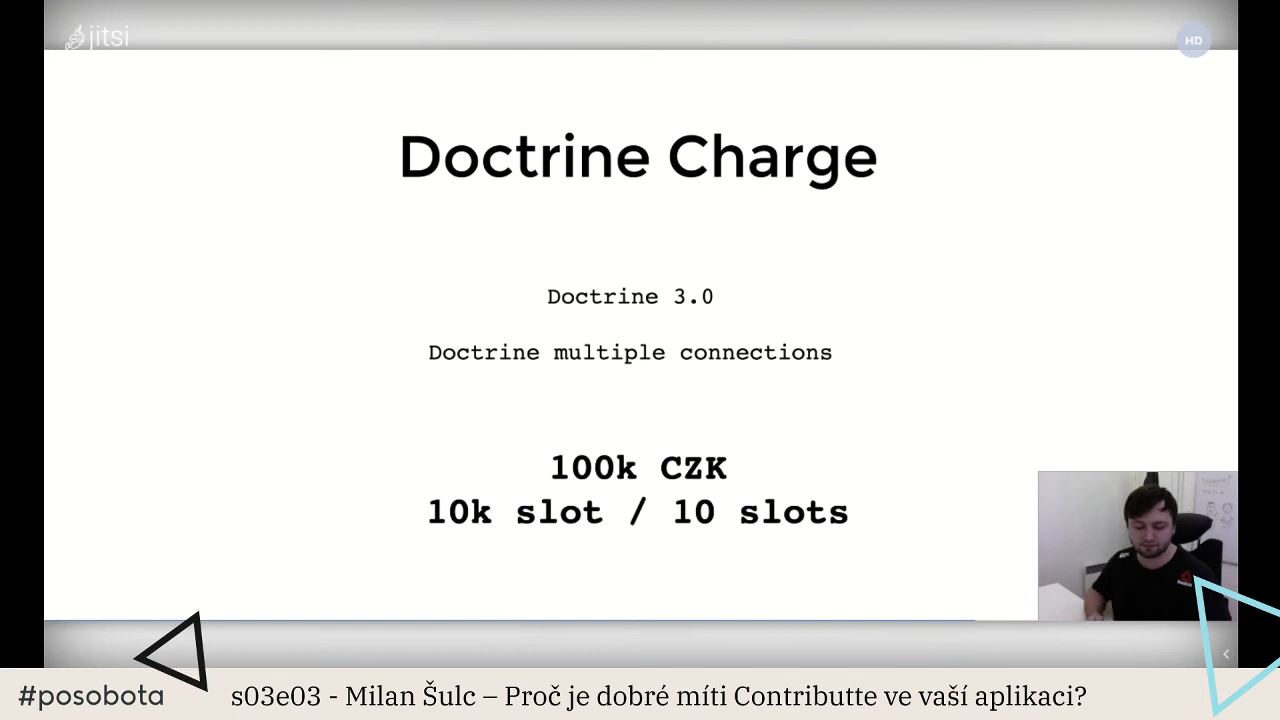 jitsi
HD
Doctrine Charge
Doctrine 3.0
Doctrine multiple connections
100k CZK
10k slot / 10 slots
#posobota
s03e03 - Milan Šulc – Proč je dobré míti Contributte ve vaší aplikaci?